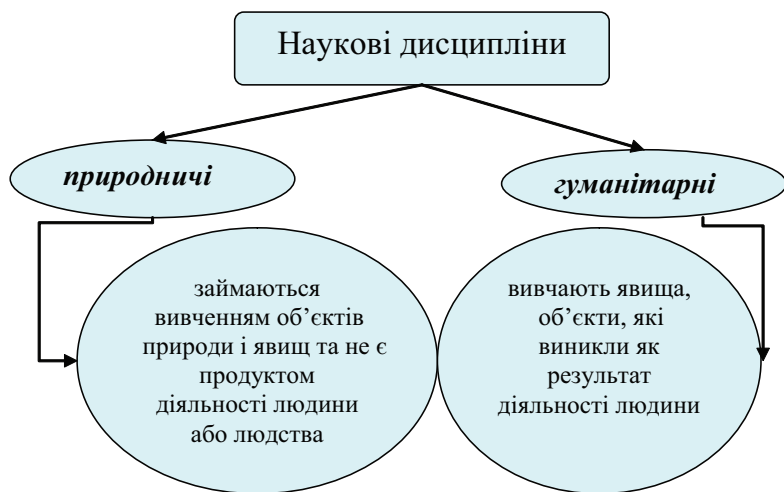 Наукові дисципліни
природничі
гуманітарні
займаються
вивченням об’єктів
природи і явищ та не є
продуктом
діяльності людини
або людства
вивчають явища,
об’єкти, які
виникли як
результат
діяльності людини